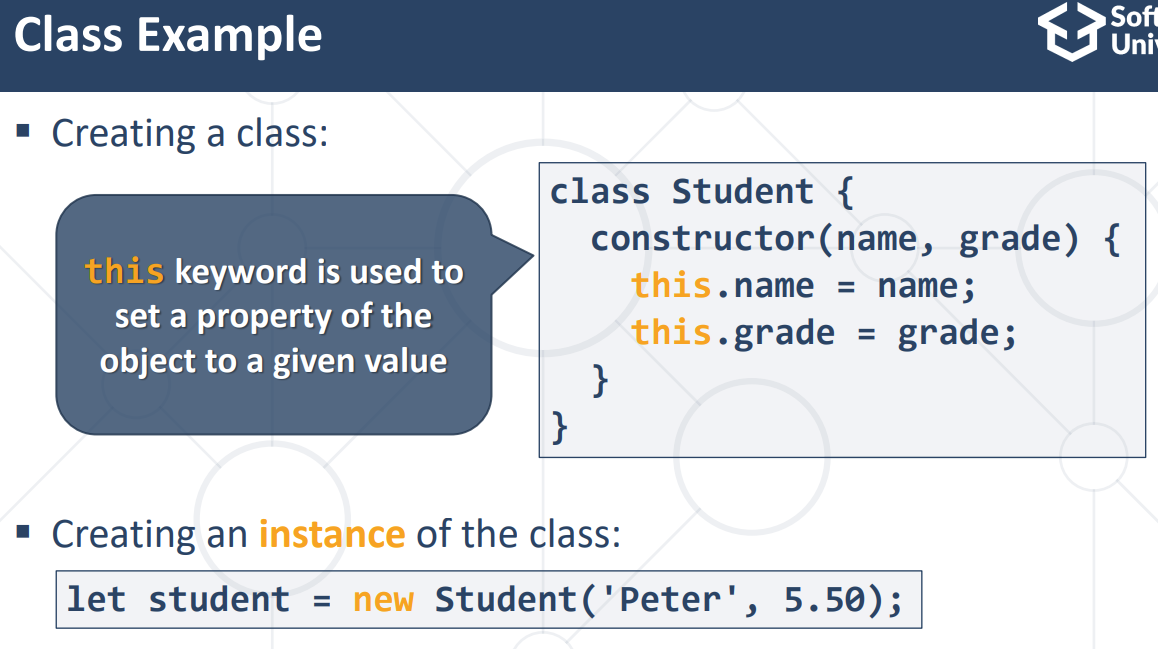 Class Example
▪ Creating a class:
this keyword is used to
set a property of the
object to a given value
class Student {
  constructor(name, grade) {
    this.name = name;
    this.grade = grade;
  }
}
▪ Creating an instance of the class:
let student = new Student('Peter', 5.50);